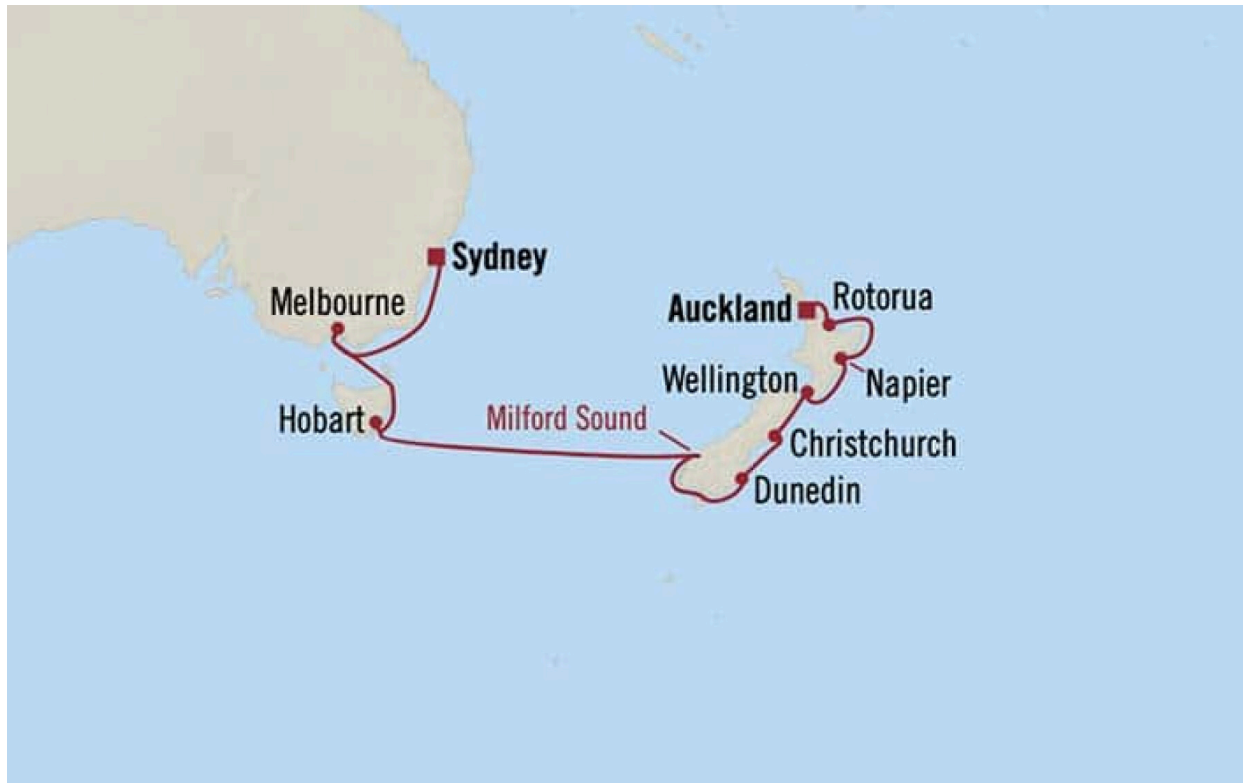 Sydney
Melbourne
Auckland
Rotorua
Wellington
Napier
Hobart
Milford Sound
Christchurch
Dunedin